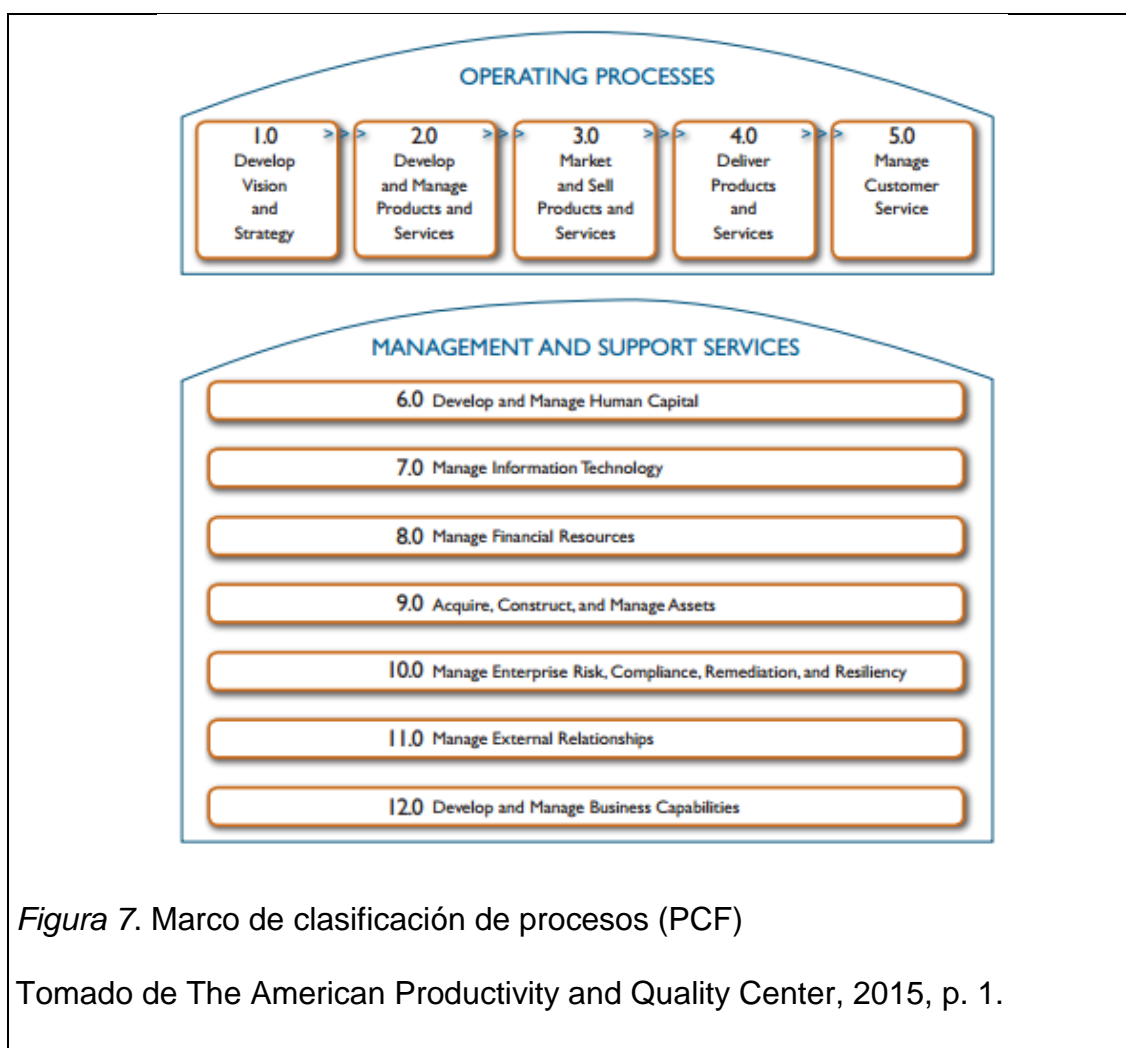 OPERATING PROCESSES
1.0 >>> 2.0 >>> 3.0 >>> 4.0 >>> 5.0
Develop
Vision
and
Strategy
Develop
and Manage
Products and
Services
Market
and Sell
Products and
Services
Deliver
Products
and
Services
Manage
Customer
Service
MANAGEMENT AND SUPPORT SERVICES
6.0 Develop and Manage Human Capital
7.0 Manage Information Technology
8.0 Manage Financial Resources
9.0 Acquire, Construct, and Manage Assets
10.0 Manage Enterprise Risk, Compliance, Remediation, and Resiliency
11.0 Manage External Relationships
12.0 Develop and Manage Business Capabilities
Figura 7. Marco de clasificación de procesos (PCF)
Tomado de The American Productivity and Quality Center, 2015, p. 1.